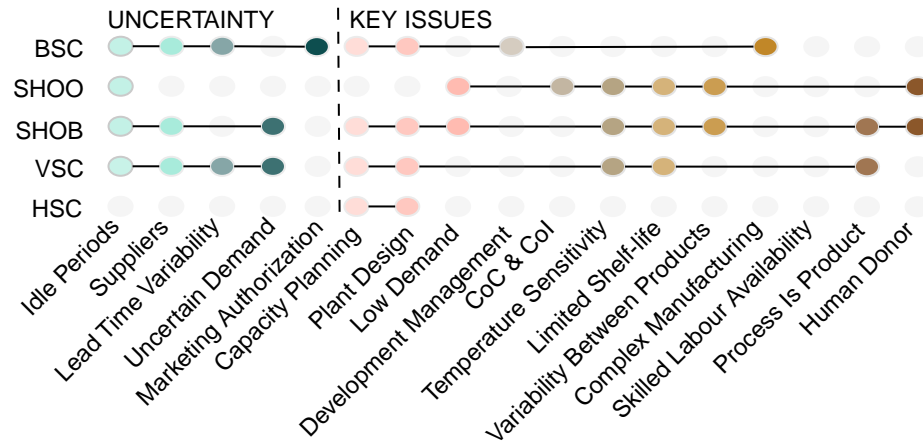 UNCERTAINTY
KEY ISSUES
BSC
SHOO
SHOB
VSC
HSC
Idle Periods
Suppliers
Lead Time Variability
Uncertain Demand
Marketing Authorization
Capacity Planning
Plant Design
Low Demand
Development Management
CoC & CoI
Temperature Sensitivity
Limited Shelf-life
Variability Between Products
Complex Manufacturing
Skilled Labour Availability
Process Is Product
Human Donor